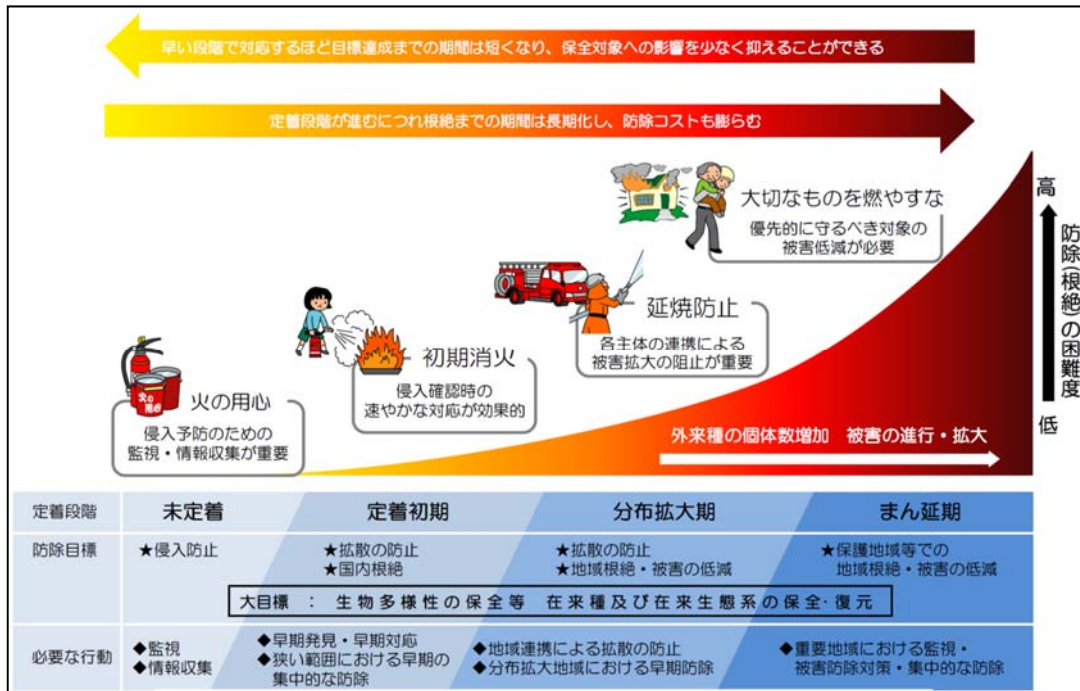 早い段階で対応するほど目標達成までの期間は短くなり、保全対象への影響を少なく抑えることができる
定着段階が進むにつれ根絶までの期間は長期化し、防除コストも膨らむ
大切なものを燃やすな
優先的に守るべき対象の
被害低減が必要
延焼防止
各主体の連携による
被害拡大の阻止が重要
初期消火
侵入確認時の
速やかな対応が効果的
火の用心
火の用心
侵入予防のための
監視・情報収集が重要
高
防除(根絶)の困難度
低
外来種の個体数増加 被害の進行・拡大
定着段階 未定着 定着初期 分布拡大期 まん延期
防除目標 ★侵入防止 ★拡散の防止 ★拡散の防止 ★保護地域等での
★国内根絶 ★地域根絶・被害の低減 地域根絶・被害の低減
大目標 : 生物多様性の保全等 在来種及び在来生態系の保全・復元
必要な行動 ◆監視 ◆早期発見・早期対応 ◆地域連携による拡散の防止 ◆重要地域における監視・
◆情報収集 ◆狭い範囲における早期の ◆分布拡大地域における早期防除 被害防除対策・集中的な防除
集中的な防除